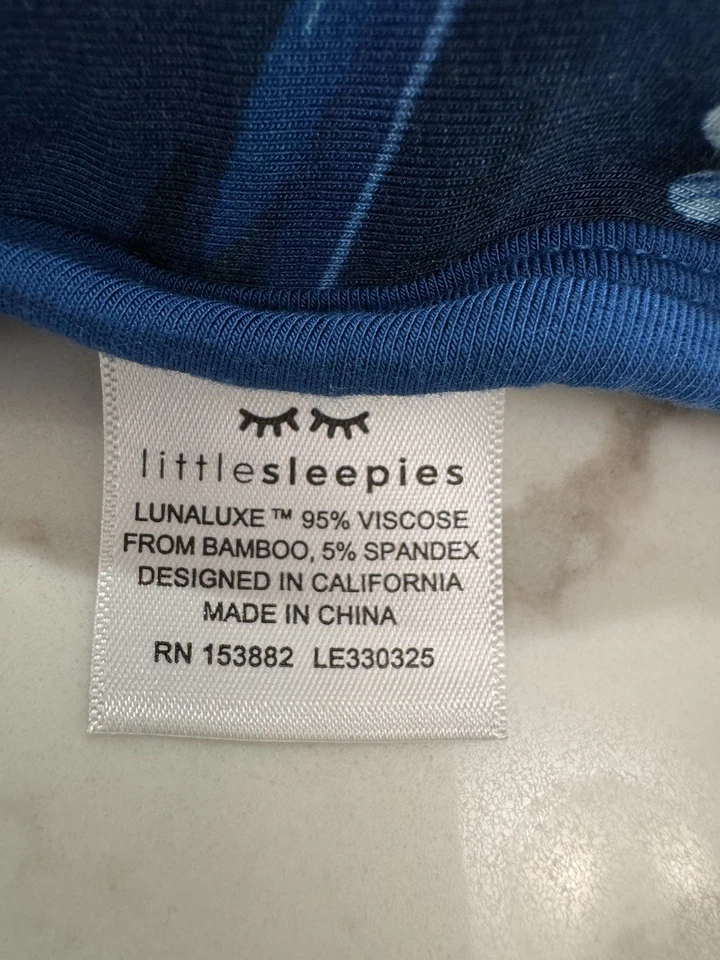 littlesleepies
LUNALUXE™ 95% VISCOSE
FROM BAMBOO, 5% SPANDEX
DESIGNED IN CALIFORNIA
MADE IN CHINA
RN 153882 LE330325